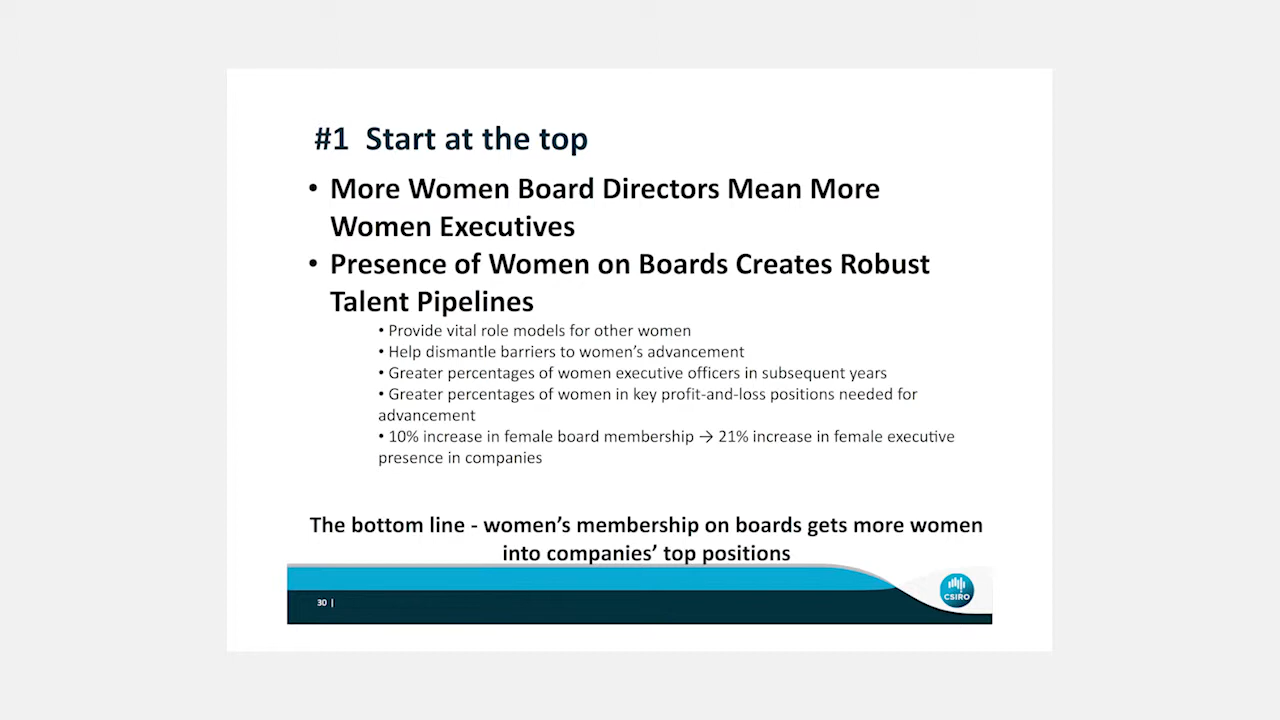 #1 Start at the top
• More Women Board Directors Mean More
Women Executives
• Presence of Women on Boards Creates Robust
Talent Pipelines
• Provide vital role models for other women
• Help dismantle barriers to women’s advancement
• Greater percentages of women executive officers in subsequent years
• Greater percentages of women in key profit-and-loss positions needed for
advancement
• 10% increase in female board membership → 21% increase in female executive
presence in companies
The bottom line - women’s membership on boards gets more women
into companies’ top positions
30 |
CSIRO